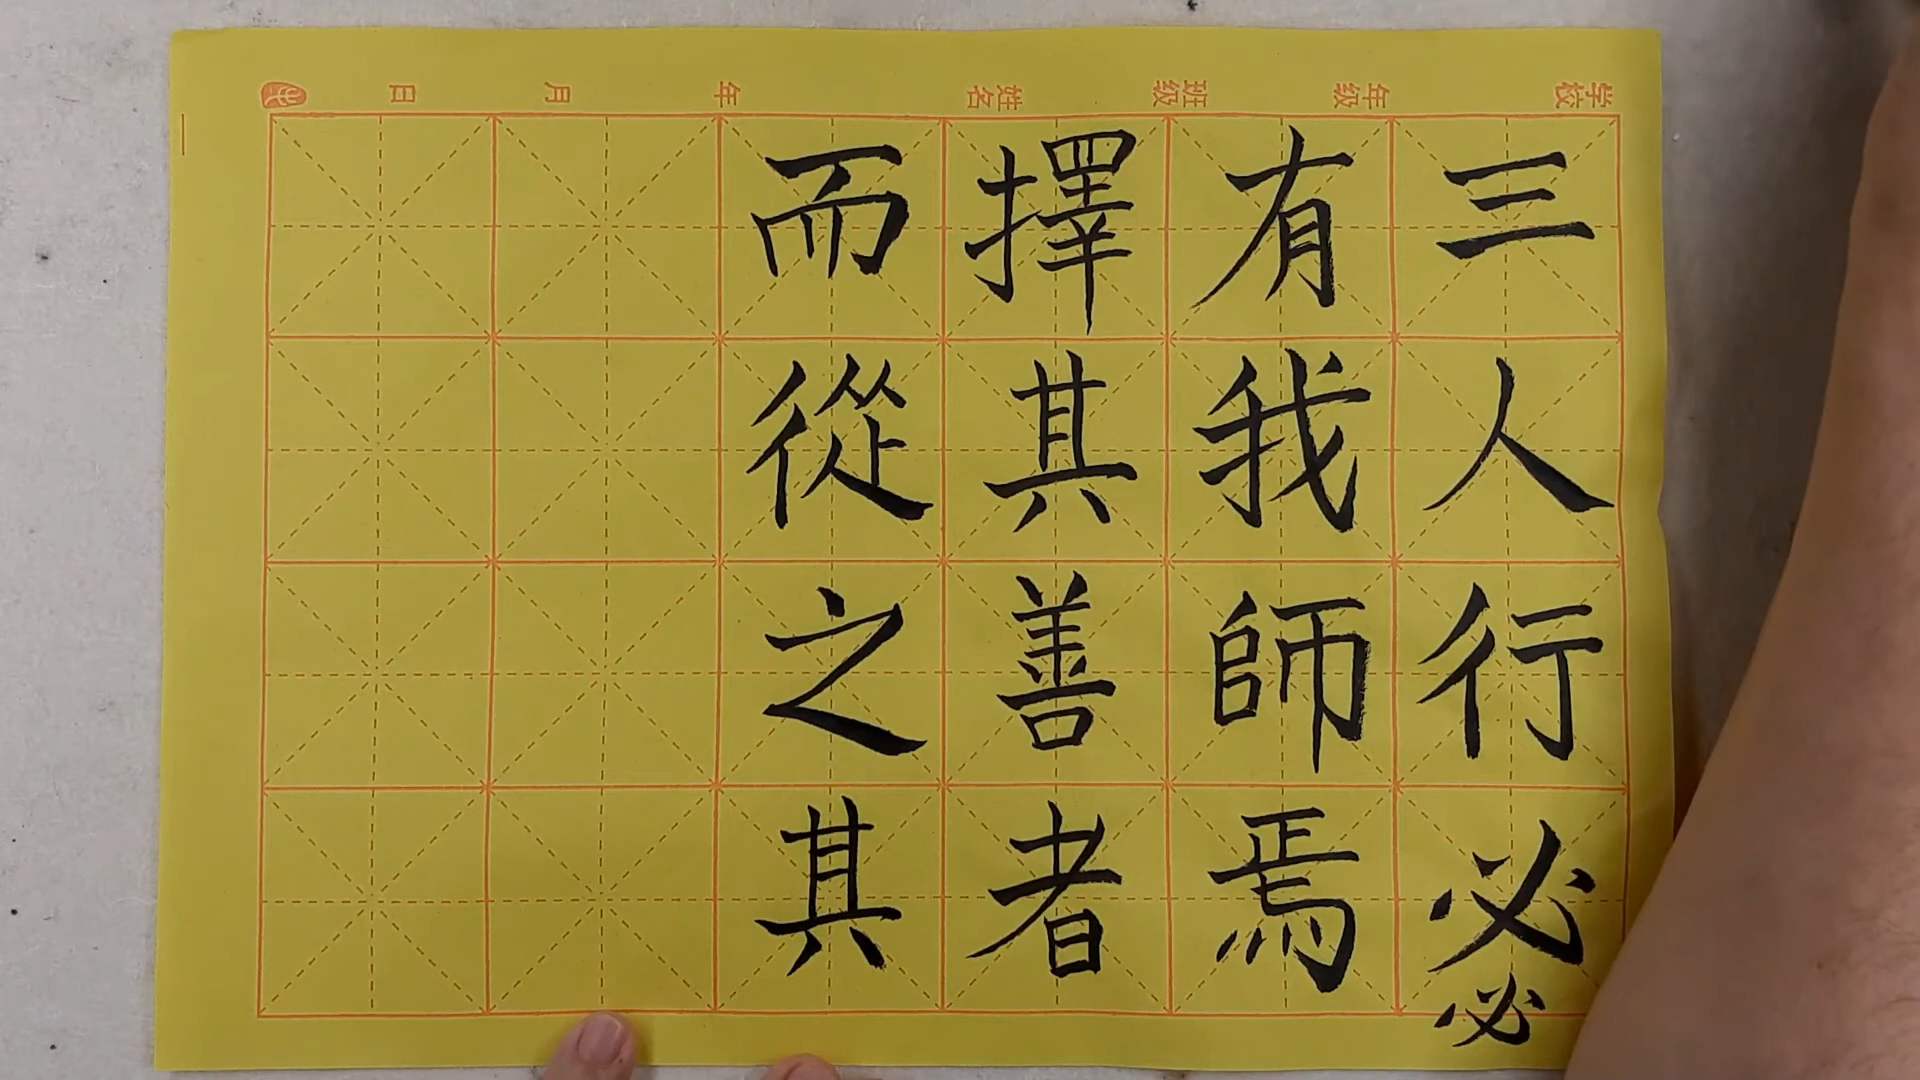 学校 年级 班级 姓名 年 月 日
三人行必
必
有我師焉
擇其善者
而從之其